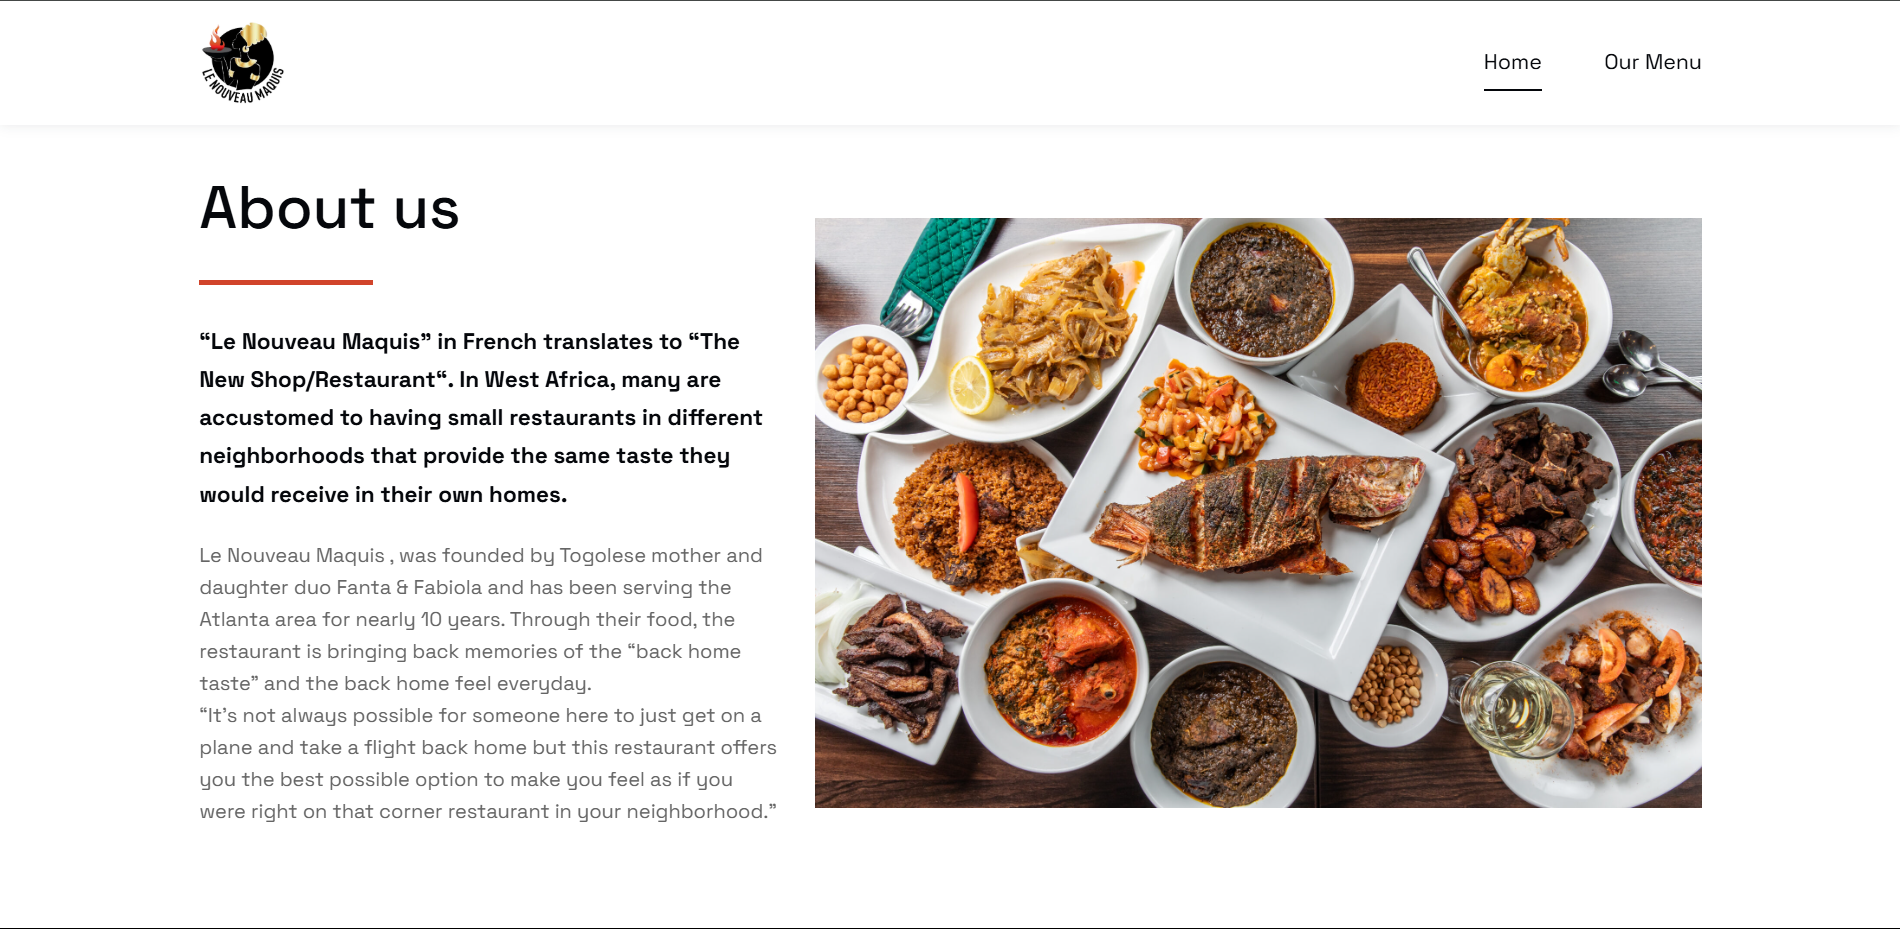 LE NOUVEAU MAQUIS
Home
Our Menu
About us
“Le Nouveau Maquis” in French translates to “The
New Shop/Restaurant“. In West Africa, many are
accustomed to having small restaurants in different
neighborhoods that provide the same taste they
would receive in their own homes.
Le Nouveau Maquis , was founded by Togolese mother and
daughter duo Fanta & Fabiola and has been serving the
Atlanta area for nearly 10 years. Through their food, the
restaurant is bringing back memories of the “back home
taste” and the back home feel everyday.
“It’s not always possible for someone here to just get on a
plane and take a flight back home but this restaurant offers
you the best possible option to make you feel as if you
were right on that corner restaurant in your neighborhood.”